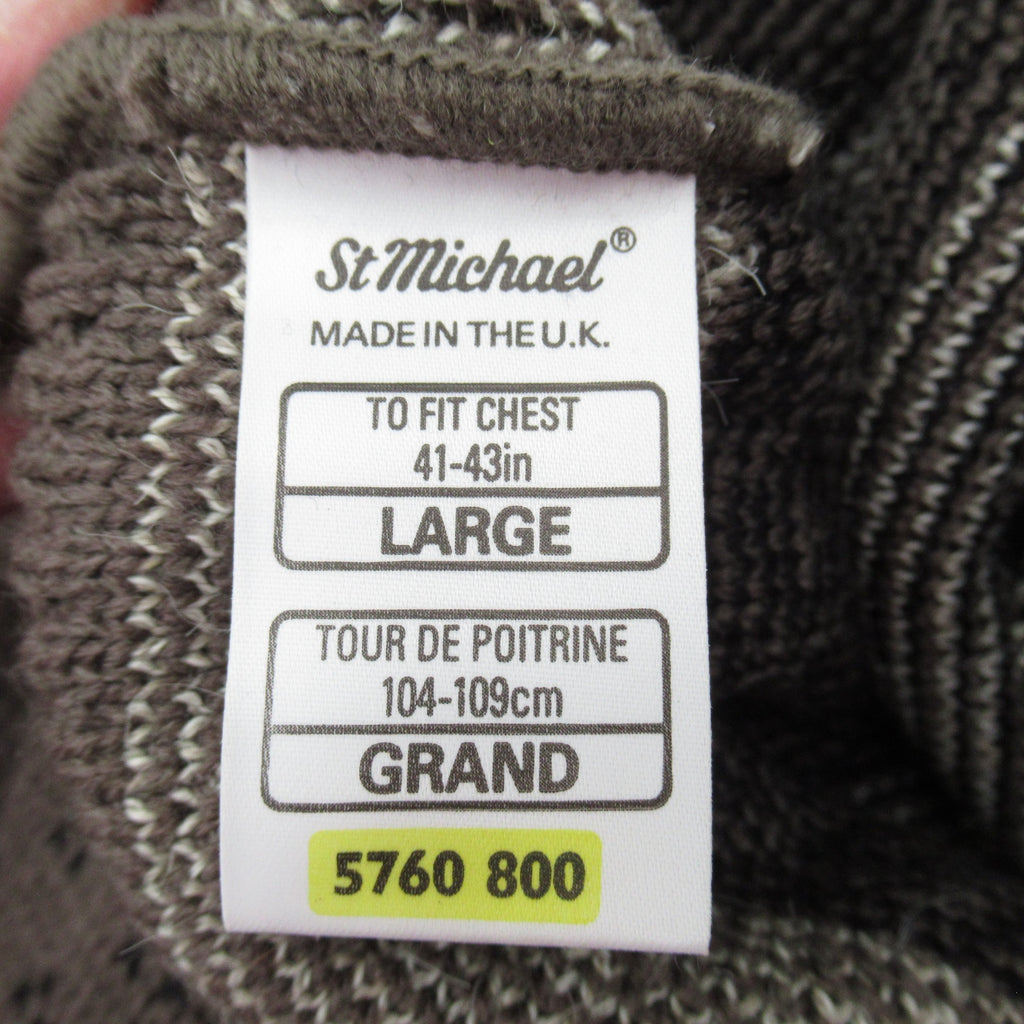 St Michael®
MADE IN THE U.K.
TO FIT CHEST
41-43in
LARGE
TOUR DE POITRINE
104-109cm
GRAND
5760 800